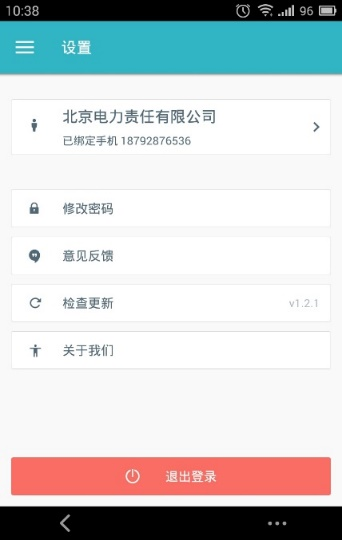 10:38
96
设置
北京电力责任有限公司
已绑定手机 18792876536
修改密码
意见反馈
检查更新
v1.2.1
关于我们
退出登录